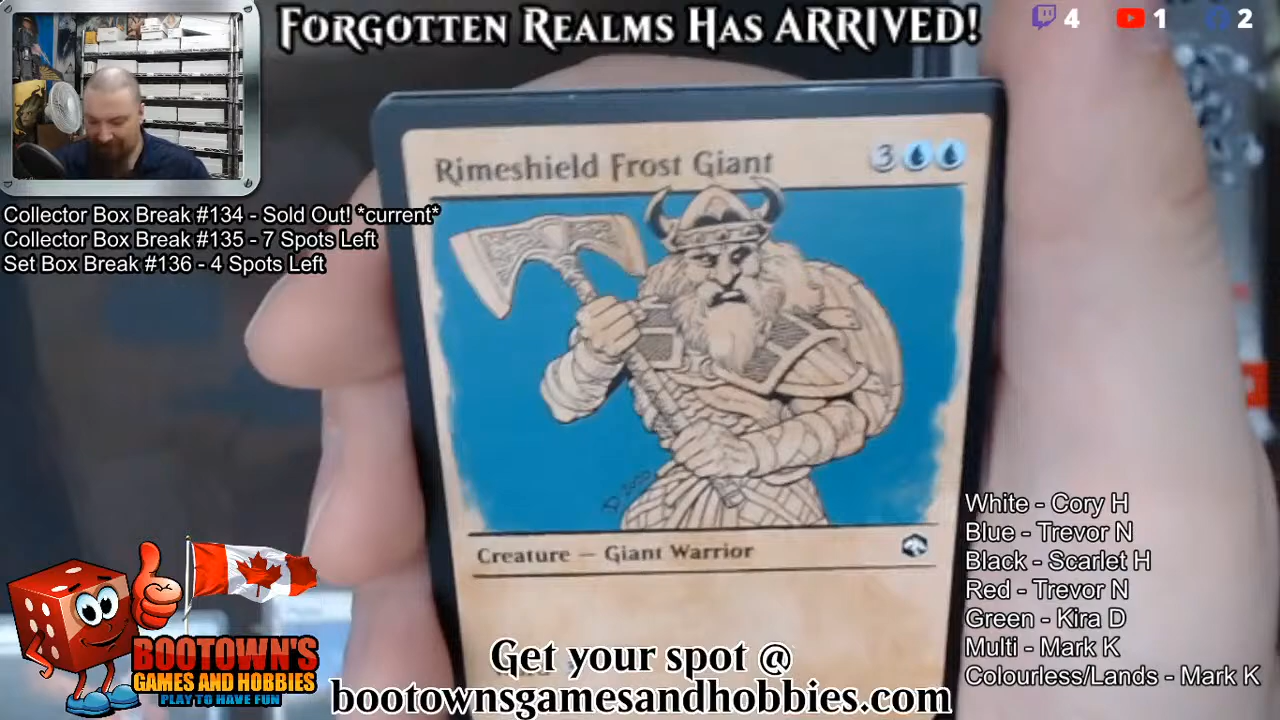 FORGOTTEN REALMS HAS ARRIVED!
4 1 2
Collector Box Break #134 - Sold Out! *current*
Collector Box Break #135 - 7 Spots Left
Set Box Break #136 - 4 Spots Left
Rimeshield Frost Giant 3
Creature — Giant Warrior
White - Cory H
Blue - Trevor N
Black - Scarlet H
Red - Trevor N
Green - Kira D
Multi - Mark K
Colourless/Lands - Mark K
BOOTOWN'S
GAMES AND HOBBIES
PLAY TO HAVE FUN
Get your spot @
bootownsgamesandhobbies.com